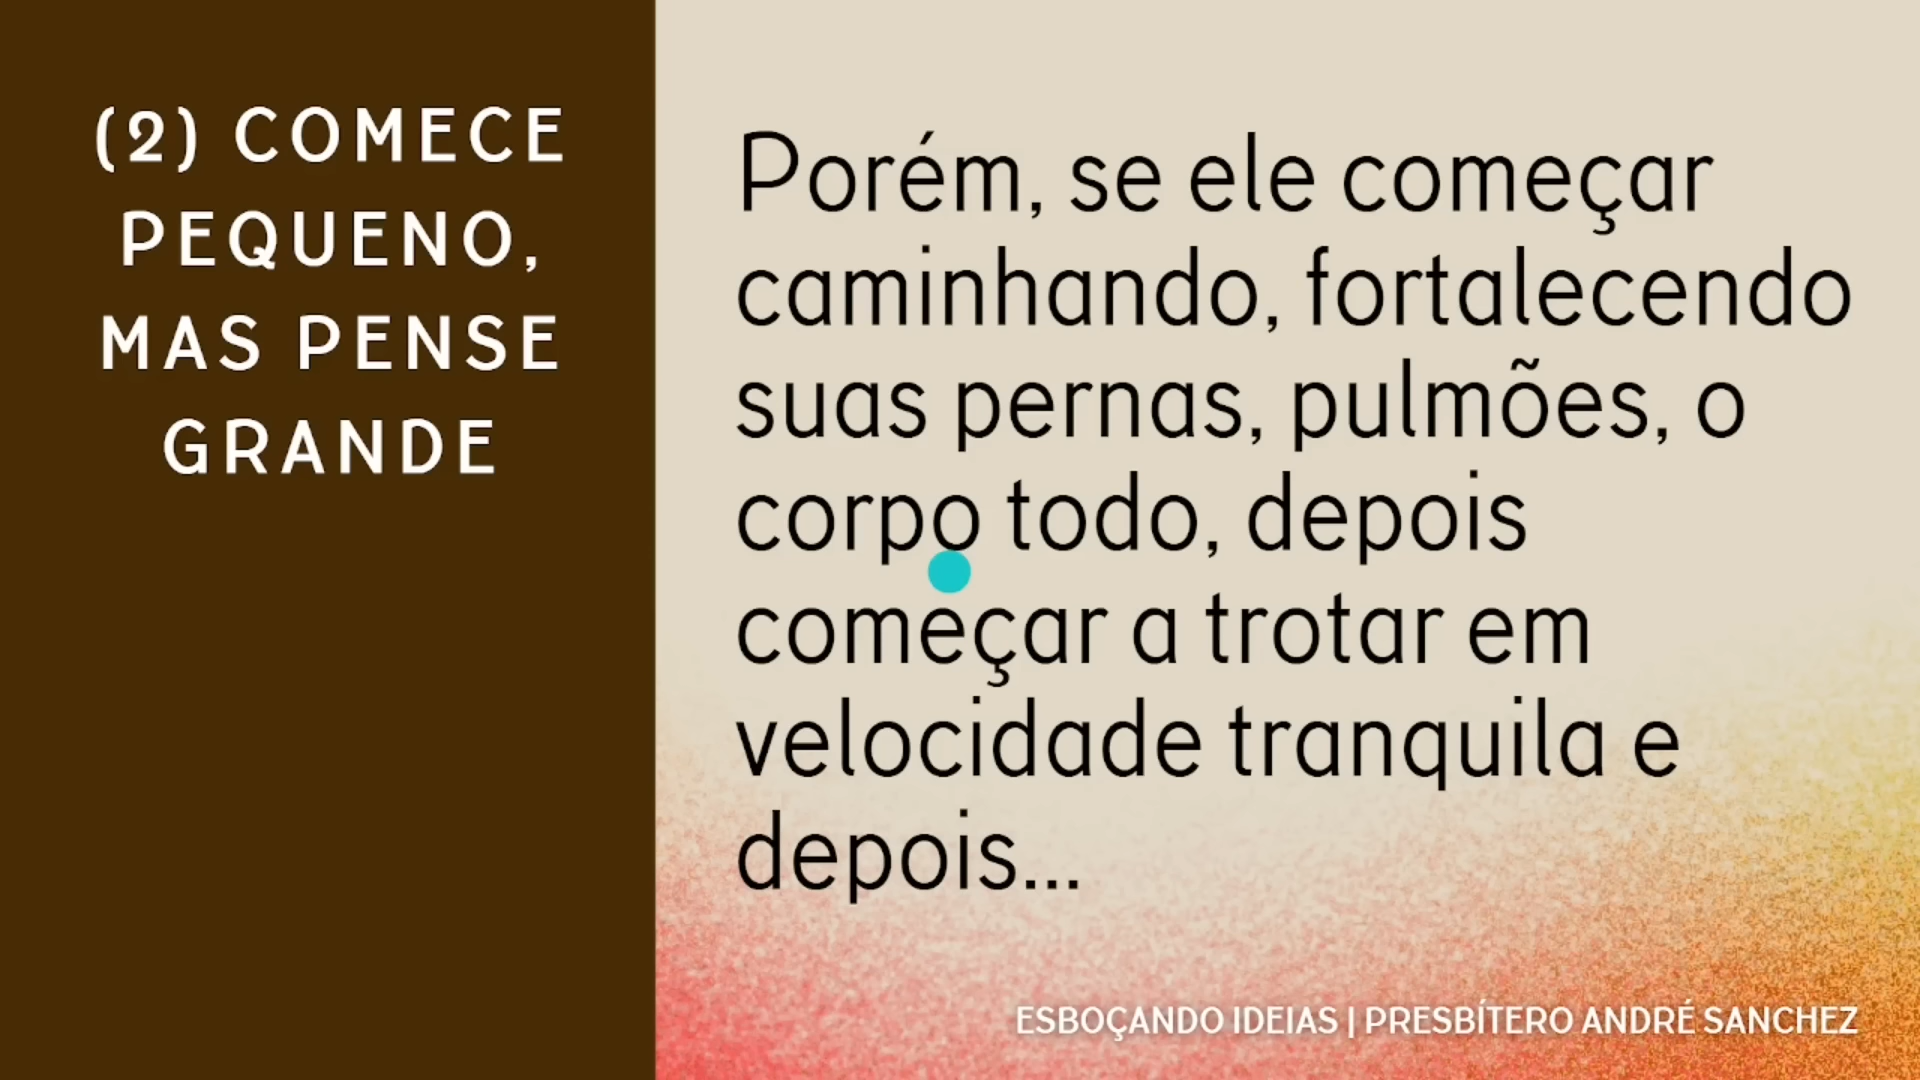 (2) COMECE
PEQUENO,
MAS PENSE
GRANDE
Porém, se ele começar
caminhando, fortalecendo
suas pernas, pulmões, o
corpo todo, depois
começar a trotar em
velocidade tranquila e
depois...
ESBOÇANDO IDEIAS | PRESBÍTERO ANDRÉ SANCHEZ